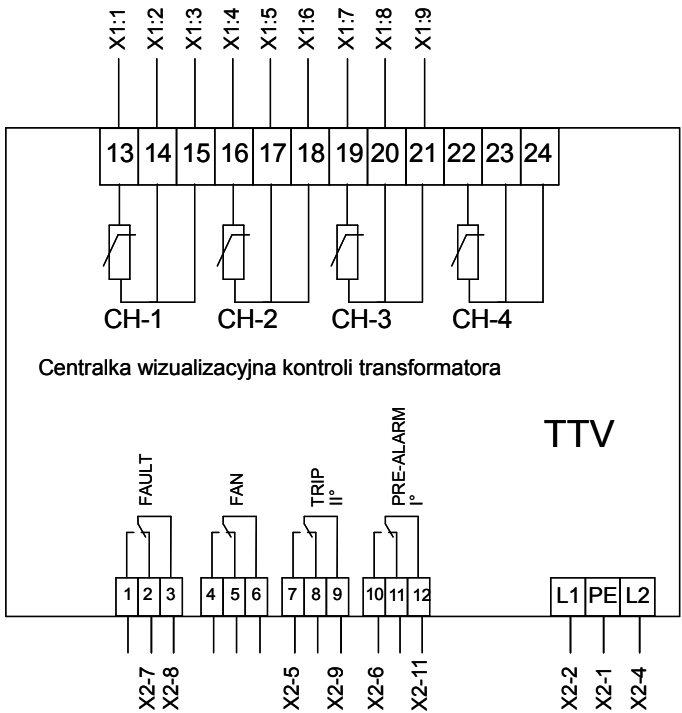 X1:1 X1:2 X1:3 X1:4 X1:5 X1:6 X1:7 X1:8 X1:9
13 14 15 16 17 18 19 20 21 22 23 24
CH-1 CH-2 CH-3 CH-4
Centralka wizualizacyjna kontroli transformatora
TTV
FAULT
FAN
TRIP
II°
PRE-ALARM
I°
1 2 3 4 5 6 7 8 9 10 11 12
L1 PE L2
X2-7 X2-8 X2-5 X2-9 X2-6 X2-11 X2-2 X2-1 X2-4